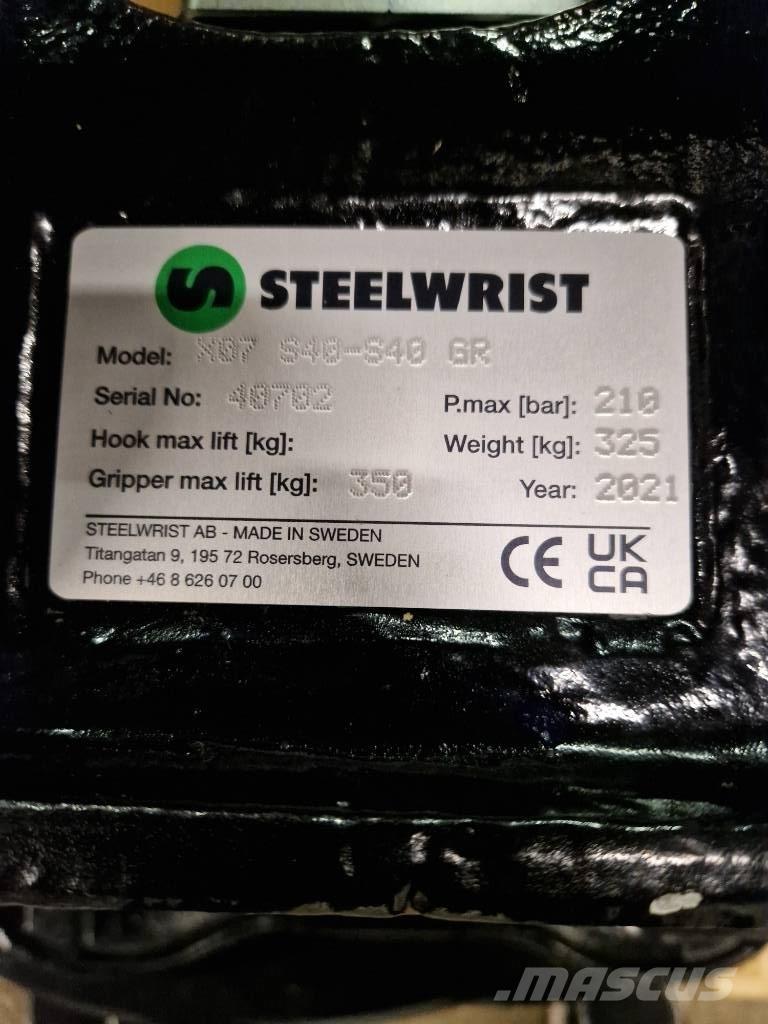 STEELWRIST
Model: X07 S40-S40 GR
Serial No: 40702
P.max [bar]: 210
Hook max lift [kg]:
Weight [kg]: 325
Gripper max lift [kg]: 350
Year: 2021
STEELWRIST AB - MADE IN SWEDEN
Titangatan 9, 195 72 Rosersberg, SWEDEN
Phone +46 8 626 07 00
CE
UK
CA
MASCUS